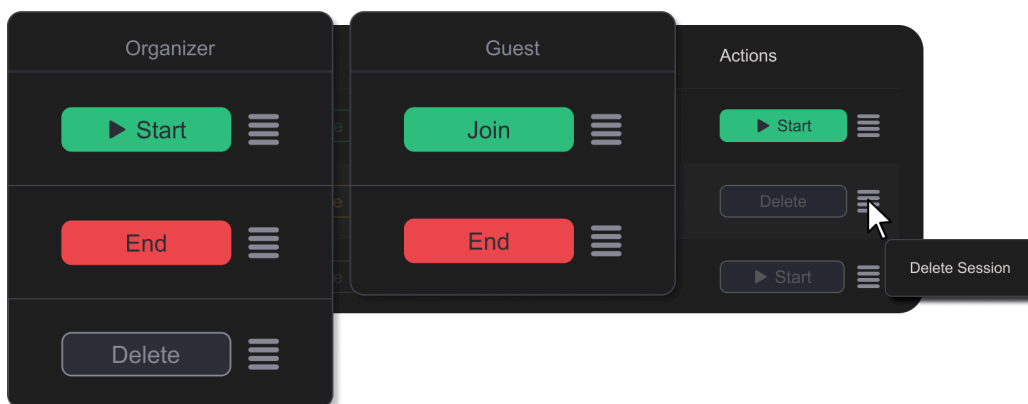 Organizer
Start
End
Delete
Guest
Join
End
Actions
Start
Delete
Start
Delete Session